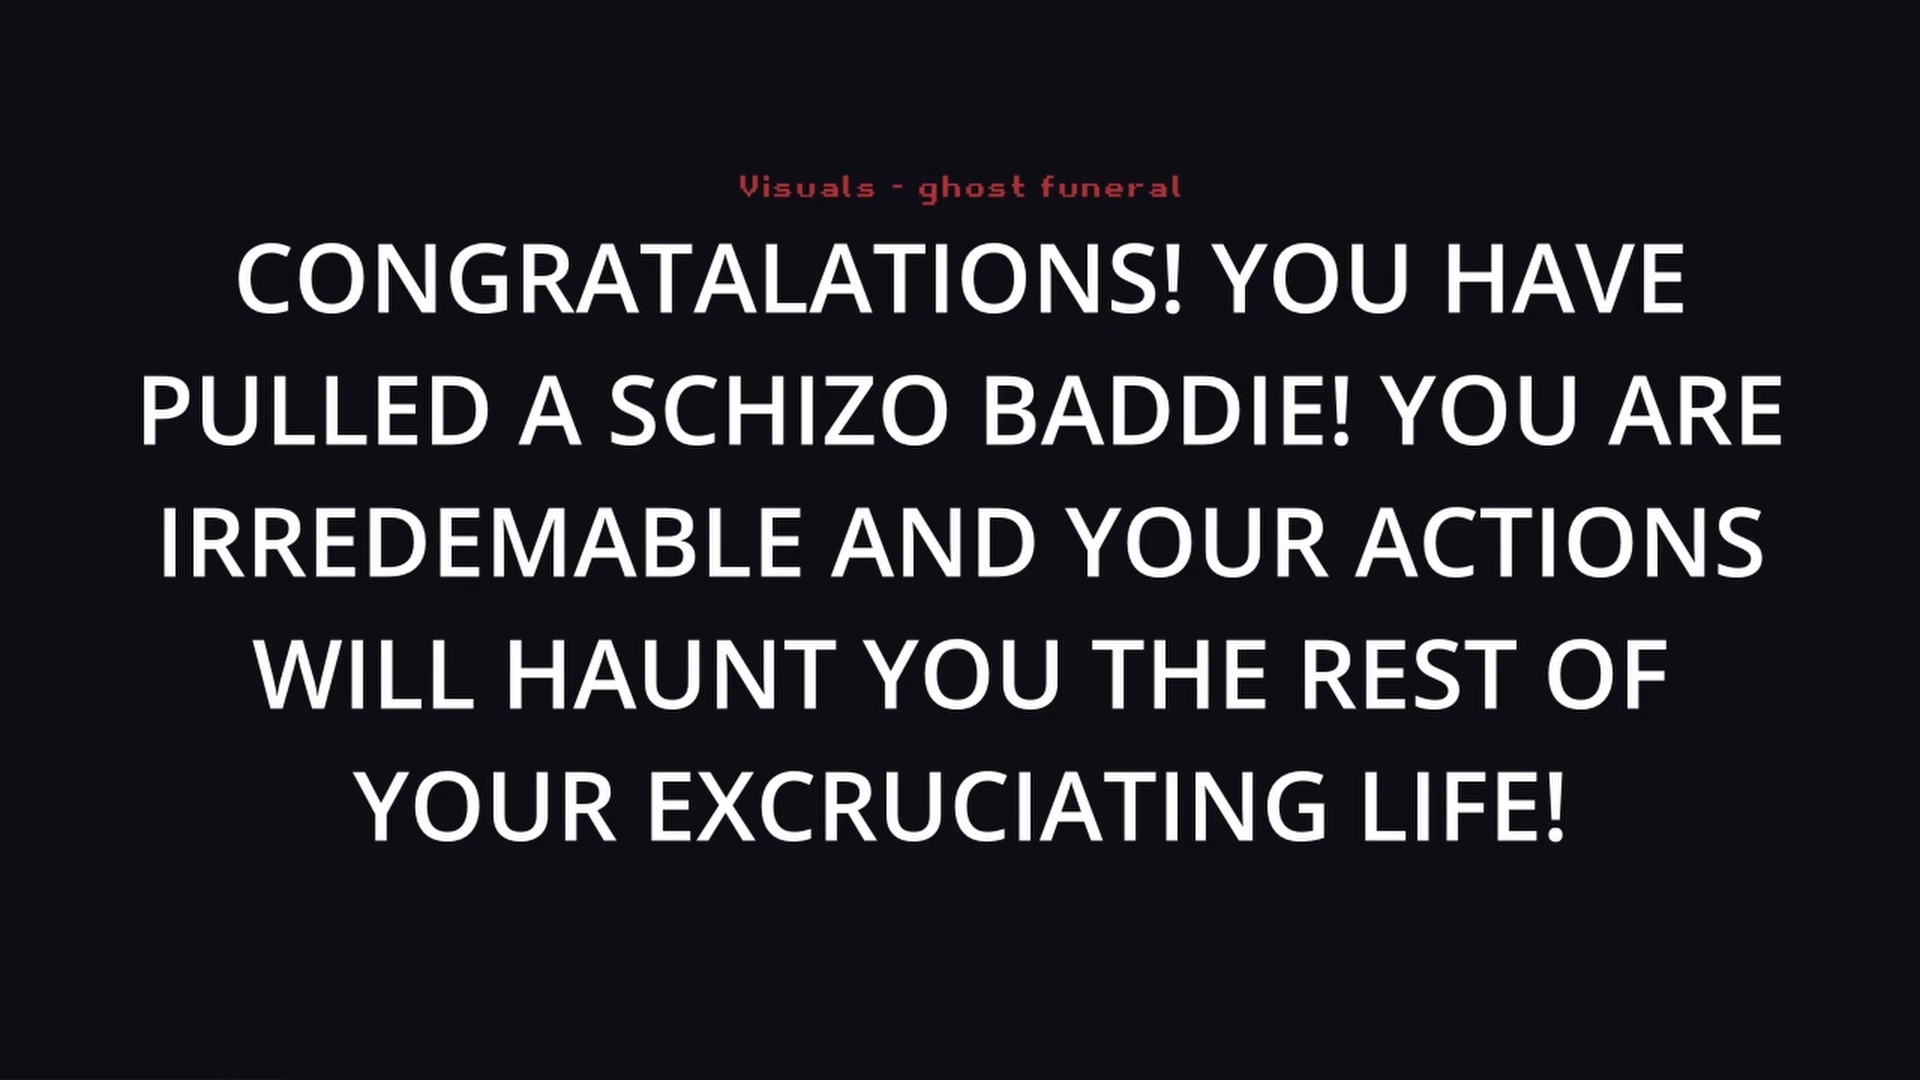 Visuals - ghost funeral
CONGRATALATIONS! YOU HAVE
PULLED A SCHIZO BADDIE! YOU ARE
IRREDEMABLE AND YOUR ACTIONS
WILL HAUNT YOU THE REST OF
YOUR EXCRUCIATING LIFE!